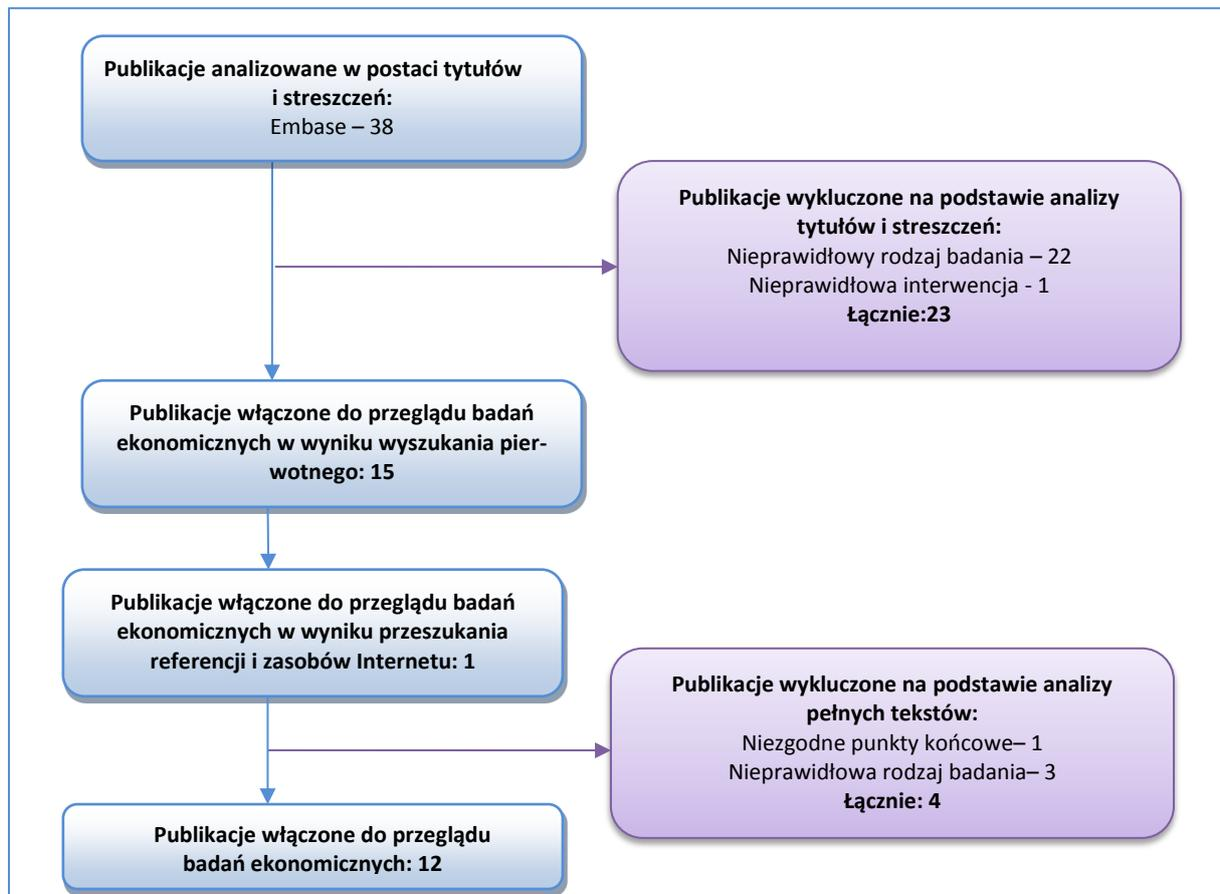 Publikacje analizowane w postaci tytułów
i streszczeń:
Embase – 38
Publikacje wykluczone na podstawie analizy
tytułów i streszczeń:
Nieprawidłowy rodzaj badania – 22
Nieprawidłowa interwencja - 1
Łącznie:23
Publikacje włączone do przeglądu badań
ekonomicznych w wyniku wyszukania pier-
wotnego: 15
Publikacje włączone do przeglądu badań
ekonomicznych w wyniku przeszukania
referencji i zasobów Internetu: 1
Publikacje wykluczone na podstawie analizy
pełnych tekstów:
Niezgodne punkty końcowe– 1
Nieprawidłowa rodzaj badania– 3
Łącznie: 4
Publikacje włączone do przeglądu
badań ekonomicznych: 12